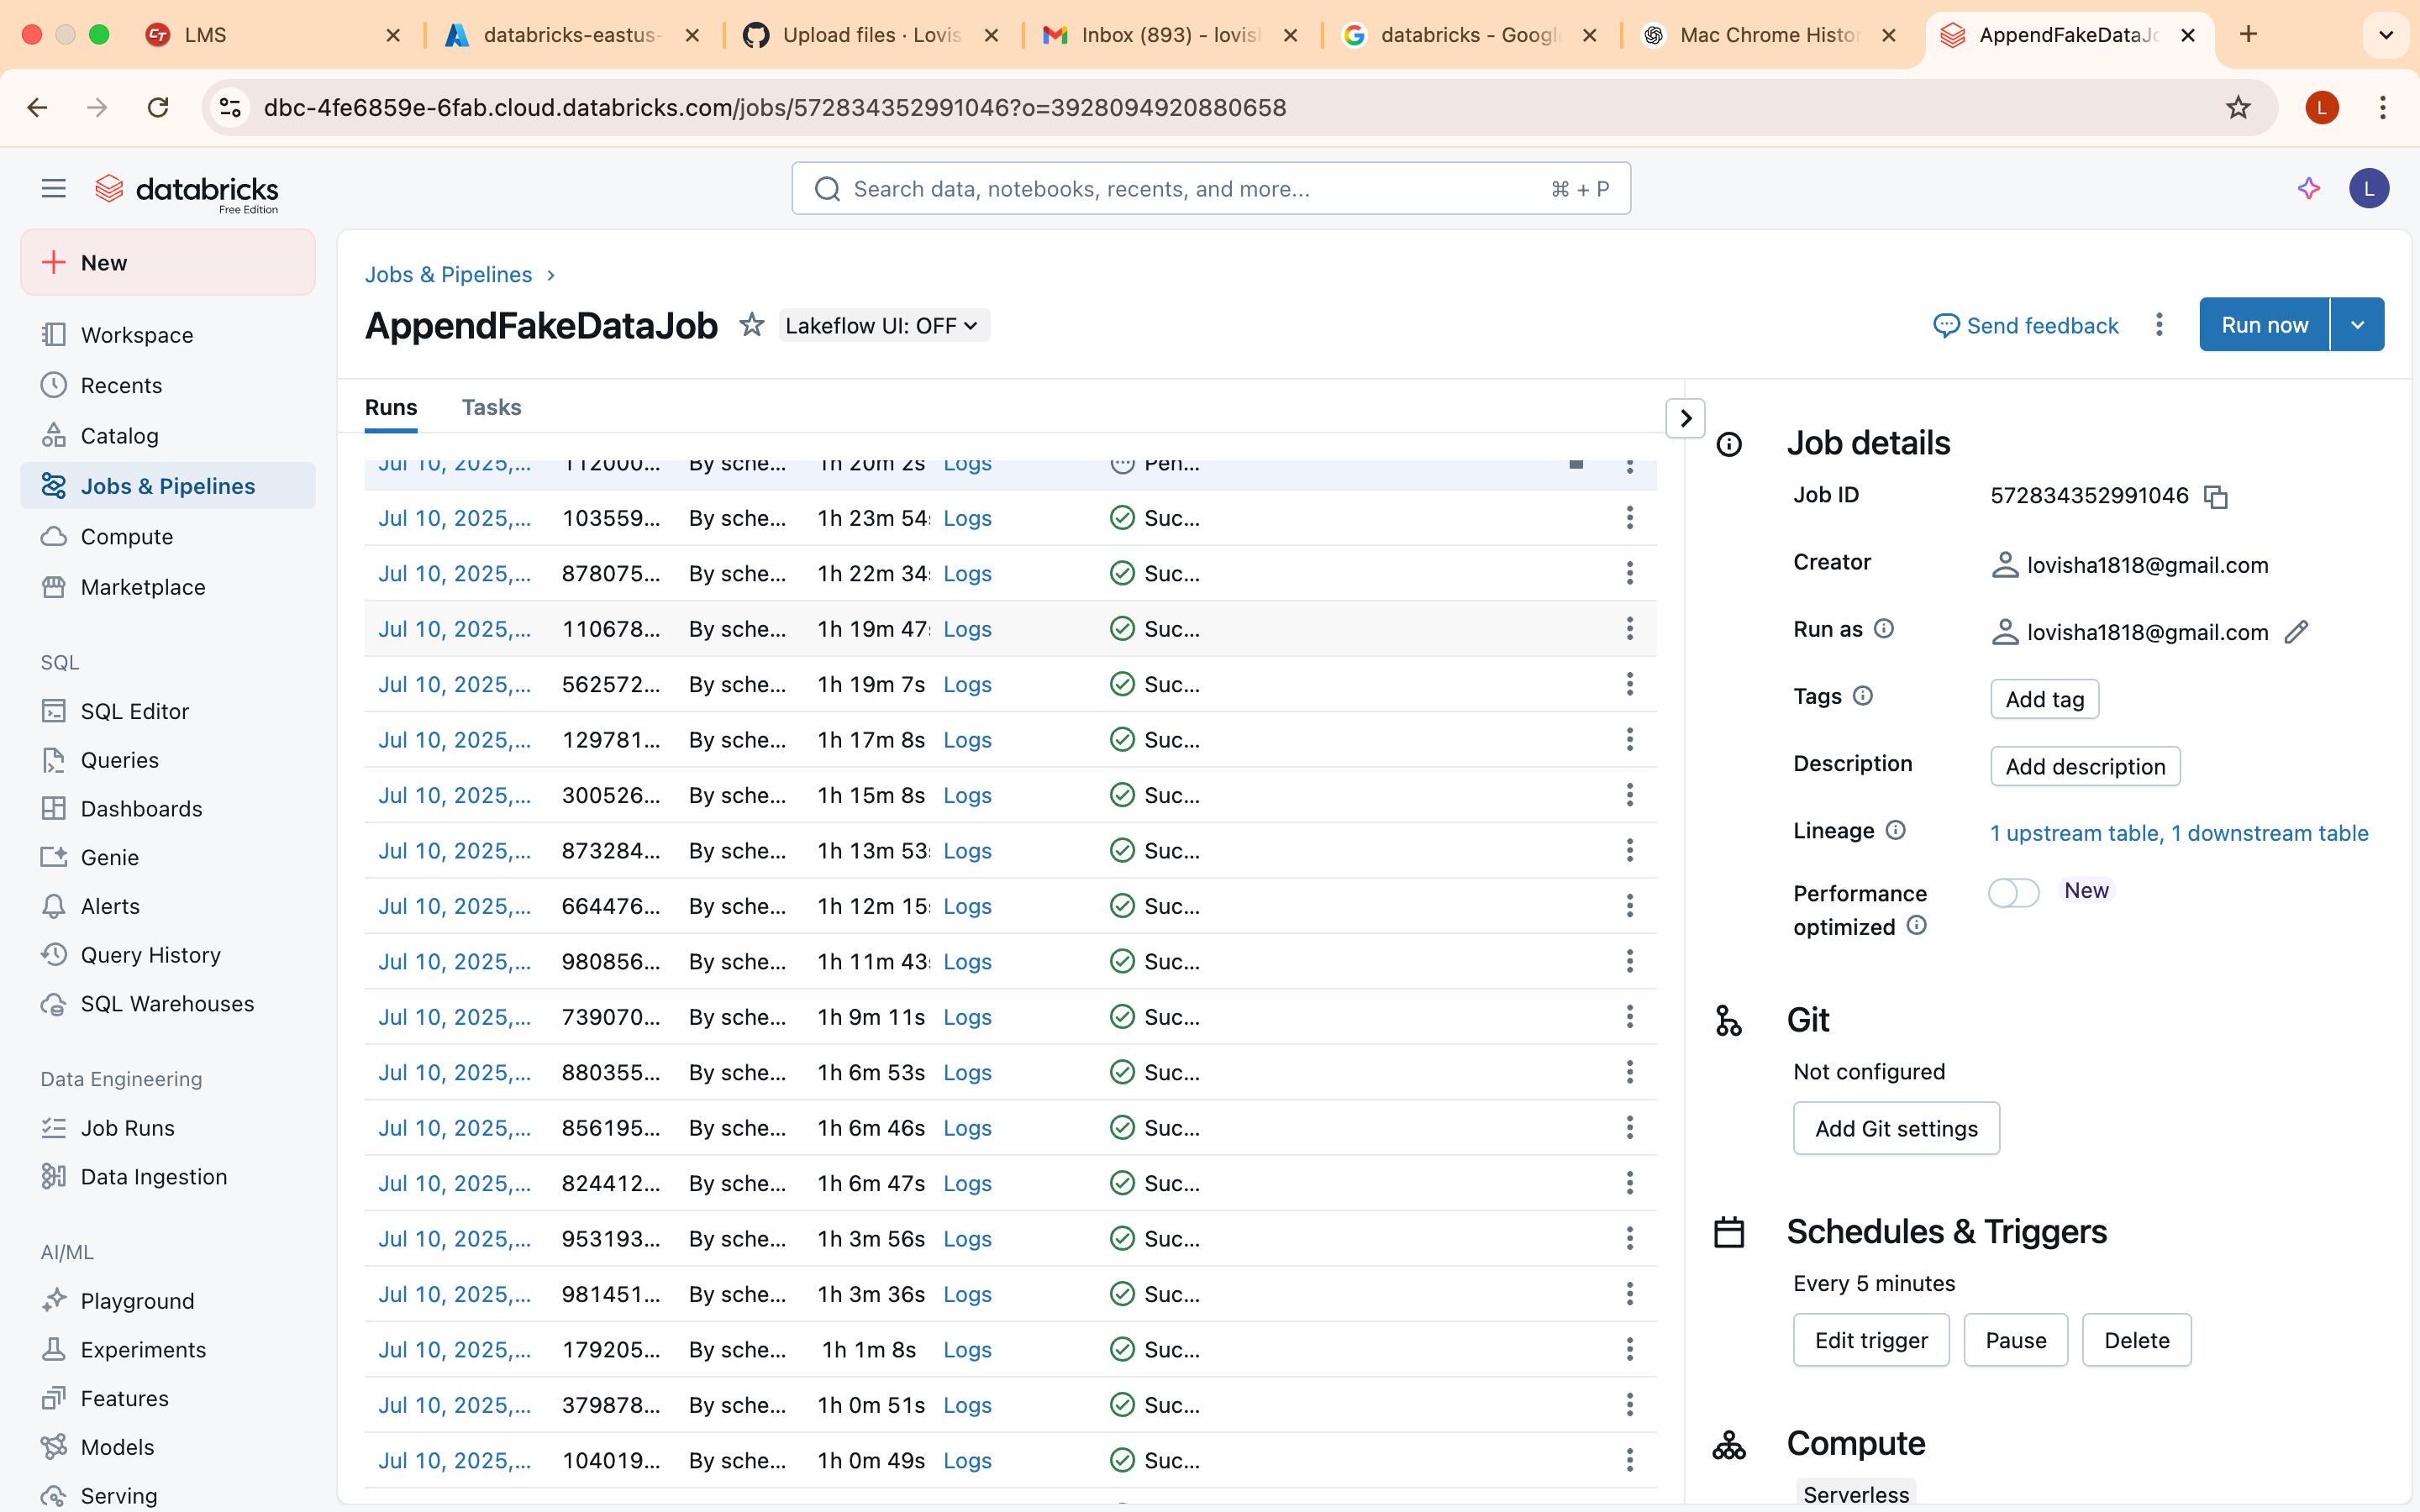 LMS
databricks-eastus-
Upload files · Lovis
Inbox (893) - lovis
databricks - Googl
Mac Chrome Histor
AppendFakeDataJo
dbc-4fe6859e-6fab.cloud.databricks.com/jobs/572834352991046?o=3928094920880658
L
databricks
Free Edition
Search data, notebooks, recents, and more...
⌘ + P
L
New
Workspace
Recents
Catalog
Jobs & Pipelines
Compute
Marketplace
SQL
SQL Editor
Queries
Dashboards
Genie
Alerts
Query History
SQL Warehouses
Data Engineering
Job Runs
Data Ingestion
AI/ML
Playground
Experiments
Features
Models
Serving
Jobs & Pipelines ›
AppendFakeDataJob
Lakeflow UI: OFF
Send feedback
Run now
Runs Tasks
Jul 10, 2025,... 112000... By sche... 1h 20m 2s Logs Pen...
Jul 10, 2025,... 103559... By sche... 1h 23m 54s Logs Suc...
Jul 10, 2025,... 878075... By sche... 1h 22m 34s Logs Suc...
Jul 10, 2025,... 110678... By sche... 1h 19m 47s Logs Suc...
Jul 10, 2025,... 562572... By sche... 1h 19m 7s Logs Suc...
Jul 10, 2025,... 129781... By sche... 1h 17m 8s Logs Suc...
Jul 10, 2025,... 300526... By sche... 1h 15m 8s Logs Suc...
Jul 10, 2025,... 873284... By sche... 1h 13m 53s Logs Suc...
Jul 10, 2025,... 664476... By sche... 1h 12m 15s Logs Suc...
Jul 10, 2025,... 980856... By sche... 1h 11m 43s Logs Suc...
Jul 10, 2025,... 739070... By sche... 1h 9m 11s Logs Suc...
Jul 10, 2025,... 880355... By sche... 1h 6m 53s Logs Suc...
Jul 10, 2025,... 856195... By sche... 1h 6m 46s Logs Suc...
Jul 10, 2025,... 824412... By sche... 1h 6m 47s Logs Suc...
Jul 10, 2025,... 953193... By sche... 1h 3m 56s Logs Suc...
Jul 10, 2025,... 981451... By sche... 1h 3m 36s Logs Suc...
Jul 10, 2025,... 179205... By sche... 1h 1m 8s Logs Suc...
Jul 10, 2025,... 379878... By sche... 1h 0m 51s Logs Suc...
Jul 10, 2025,... 104019... By sche... 1h 0m 49s Logs Suc...
Job details
Job ID 572834352991046
Creator lovisha1818@gmail.com
Run as lovisha1818@gmail.com
Tags Add tag
Description Add description
Lineage 1 upstream table, 1 downstream table
Performance optimized New
Git
Not configured
Add Git settings
Schedules & Triggers
Every 5 minutes
Edit trigger Pause Delete
Compute
Serverless